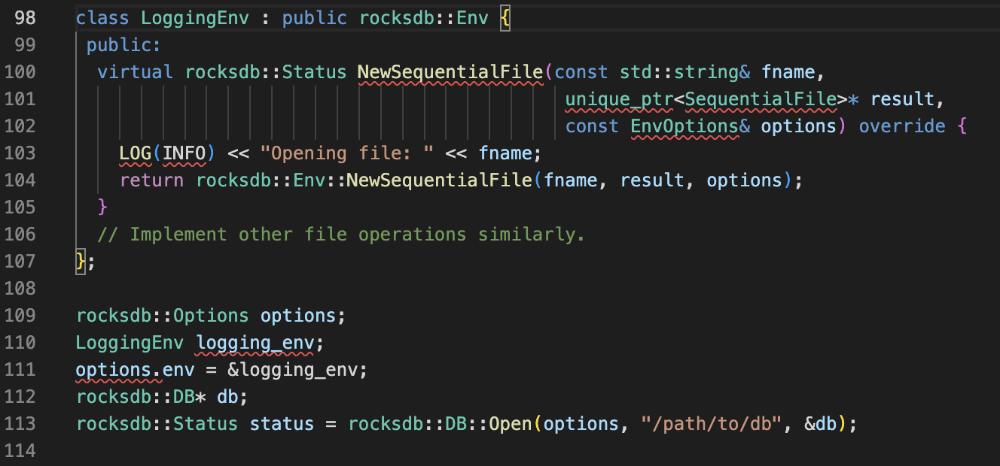 98 class LoggingEnv : public rocksdb::Env {
99 public:
100 virtual rocksdb::Status NewSequentialFile(const std::string& fname,
101 unique_ptr<SequentialFile>* result,
102 const EnvOptions& options) override {
103 LOG(INFO) << "Opening file: " << fname;
104 return rocksdb::Env::NewSequentialFile(fname, result, options);
105 }
106 // Implement other file operations similarly.
107 };
108
109 rocksdb::Options options;
110 LoggingEnv logging_env;
111 options.env = &logging_env;
112 rocksdb::DB* db;
113 rocksdb::Status status = rocksdb::DB::Open(options, "/path/to/db", &db);
114